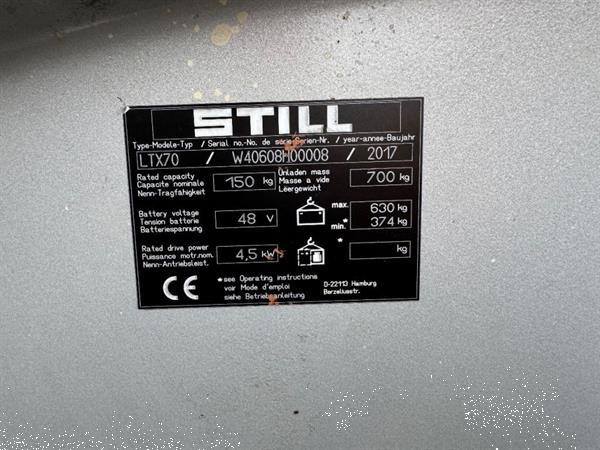 STILL
Type-Modele-Typ / Serial no.-No. de série-Serien-Nr. / year-annee-Baujahr
LTX70 / W40608H00008 / 2017
Rated capacity
Capacite nominale
Nenn-Tragfähigkeit
150 kg
Unladen mass
Masse a vide
Leergewicht
700 kg
Battery voltage
Tension batterie
Batteriespannung
48 V
max. 630 kg
min.* 374 kg
Rated drive power
Puissance motr.nom.
Nenn-Antriebsleist.
4,5 kW
* kg
CE
*see Operating instructions
voir Mode d'emploi
siehe Betriebsanleitung
D-22113 Hamburg
Berzeliusstr.